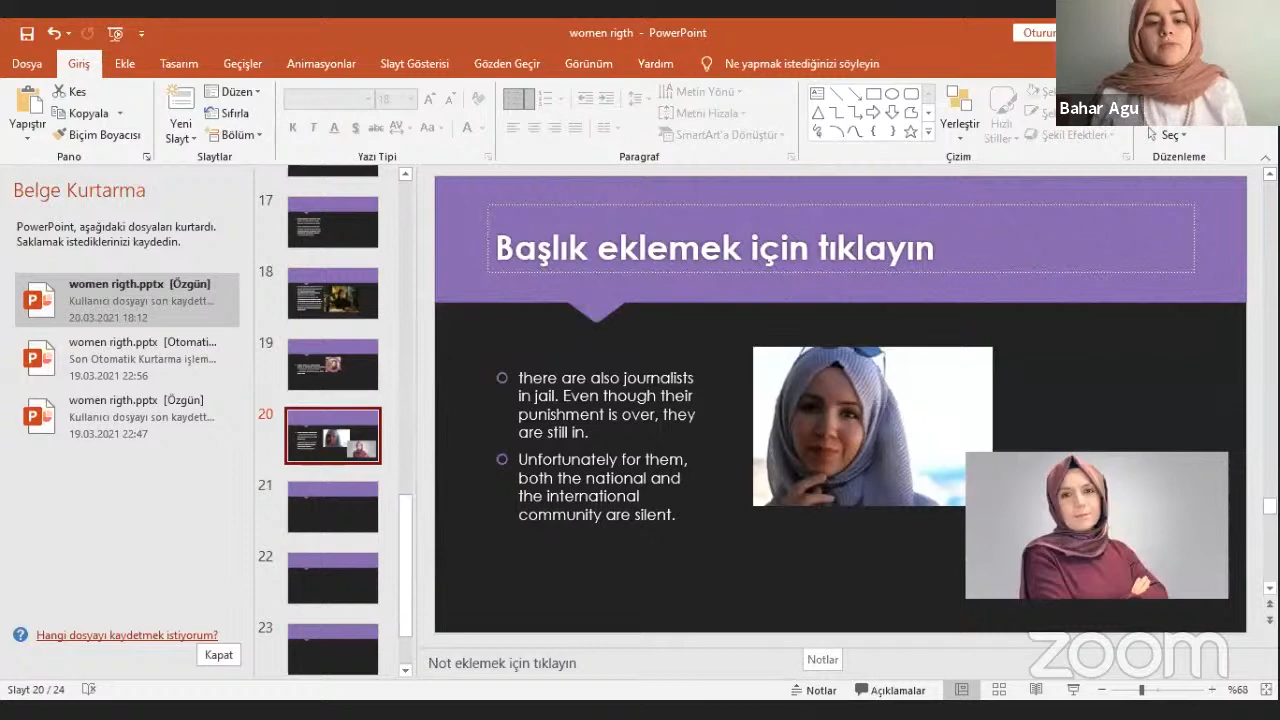 women rigth - PowerPoint
Oturun
Dosya Giriş Ekle Tasarım Geçişler Animasyonlar Slayt Gösterisi Gözden Geçir Görünüm Yardım Ne yapmak istediğinizi söyleyin
Bahar Agu
Yapıştır
Kes
Kopyala
Biçim Boyacısı
Pano
Yeni
Slayt
Düzen
Sıfırla
Bölüm
Slaytlar
18
K T A S abc AV Aa A
Yazı Tipi
Metin Yönü
Metni Hizala
SmartArt'a Dönüştür
Paragraf
Yerleştir
Hızlı
Stiller
Şekil Efektleri
Çizim
Seç
Düzenleme
Belge Kurtarma
PowerPoint, aşağıdaki dosyaları kurtardı.
Saklamak istediklerinizi kaydedin.
women rigth.pptx [Özgün]
Kullanıcı dosyayı son kaydett...
20.03.2021 18:12
women rigth.pptx [Otomati...
Son Otomatik Kurtarma işlem...
19.03.2021 22:56
women rigth.pptx [Özgün]
Kullanıcı dosyayı son kaydett...
19.03.2021 22:47
Hangi dosyayı kaydetmek istiyorum?
Kapat
17
18
19
20
21
22
23
Başlık eklemek için tıklayın
there are also journalists
in jail. Even though their
punishment is over, they
are still in.
Unfortunately for them,
both the national and
the international
community are silent.
zoom
Not eklemek için tıklayın
Notlar
Slayt 20 / 24
Notlar
Açıklamalar
%68